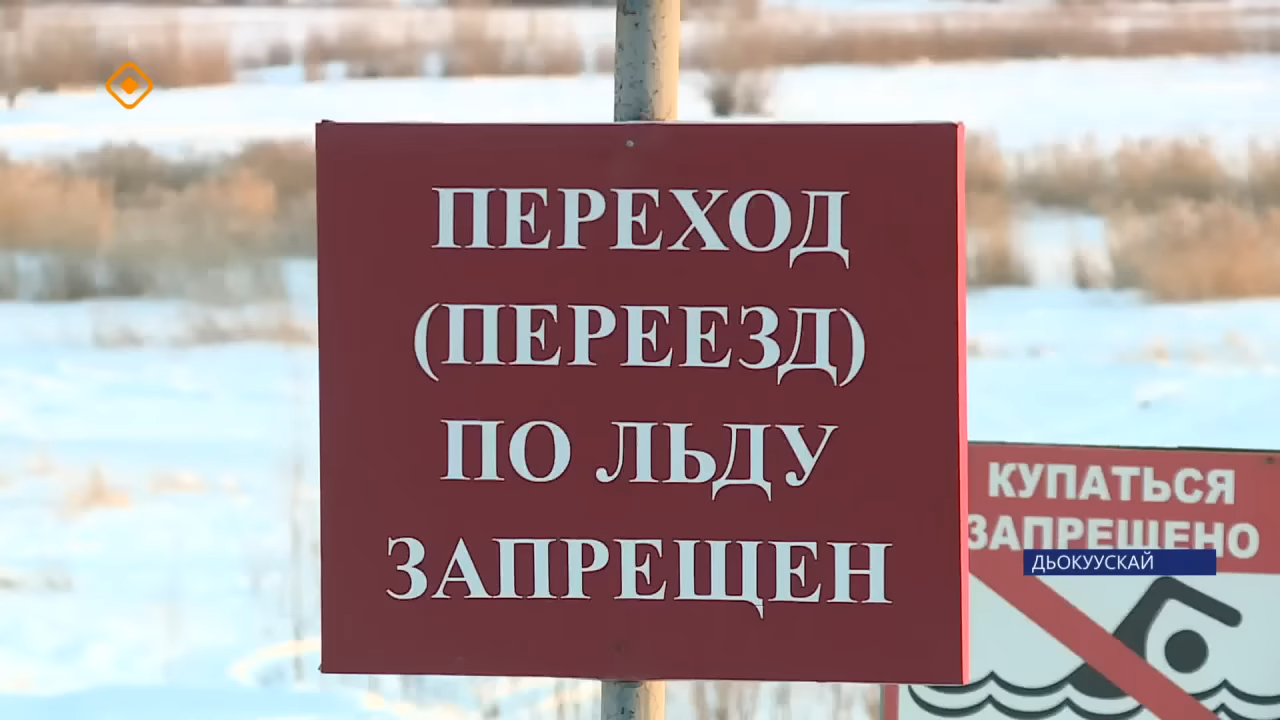 ПЕРЕХОД
(ПЕРЕЕЗД)
ПО ЛЬДУ
ЗАПРЕЩЕН
КУПАТЬСЯ
ЗАПРЕЩЕНО
ДЬОКУУСКАЙ